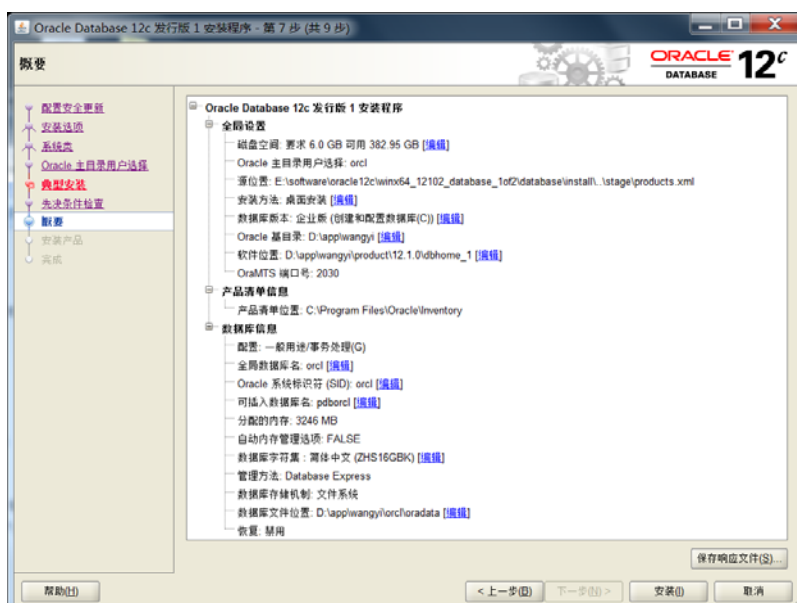 Oracle Database 12c 发行版 1 安装程序 - 第 7 步 (共 9 步)
概要
ORACLE
DATABASE
12c
配置安全更新
安装选项
系统类
Oracle 主目录用户选择
典型安装
先决条件检查
概要
安装产品
完成
Oracle Database 12c 发行版 1 安装程序
全局设置
磁盘空间: 要求 6.0 GB 可用 382.95 GB [编辑]
Oracle 主目录用户选择: orcl
源位置: E:\software\oracle12c\winx64_12102_database_1of2\database\install\..\stage\products.xml
安装方法: 桌面安装 [编辑]
数据库版本: 企业版 (创建和配置数据库(C)) [编辑]
Oracle 基目录: D:\app\wangyi [编辑]
软件位置: D:\app\wangyi\product\12.1.0\dbhome_1 [编辑]
OraMTS 端口号: 2030
产品清单信息
产品清单位置: C:\Program Files\Oracle\Inventory
数据库信息
配置: 一般用途/事务处理(G)
全局数据库名: orcl [编辑]
Oracle 系统标识符 (SID): orcl [编辑]
可插入数据库名: pdborcl [编辑]
分配的内存: 3246 MB
自动内存管理选项: FALSE
数据库字符集 : 简体中文 (ZHS16GBK) [编辑]
管理方法: Database Express
数据库存储机制: 文件系统
数据库文件位置: D:\app\wangyi\orcl\oradata [编辑]
恢复: 禁用
保存响应文件(S)...
帮助(H)
< 上一步(B)
下一步(N) >
安装(I)
取消